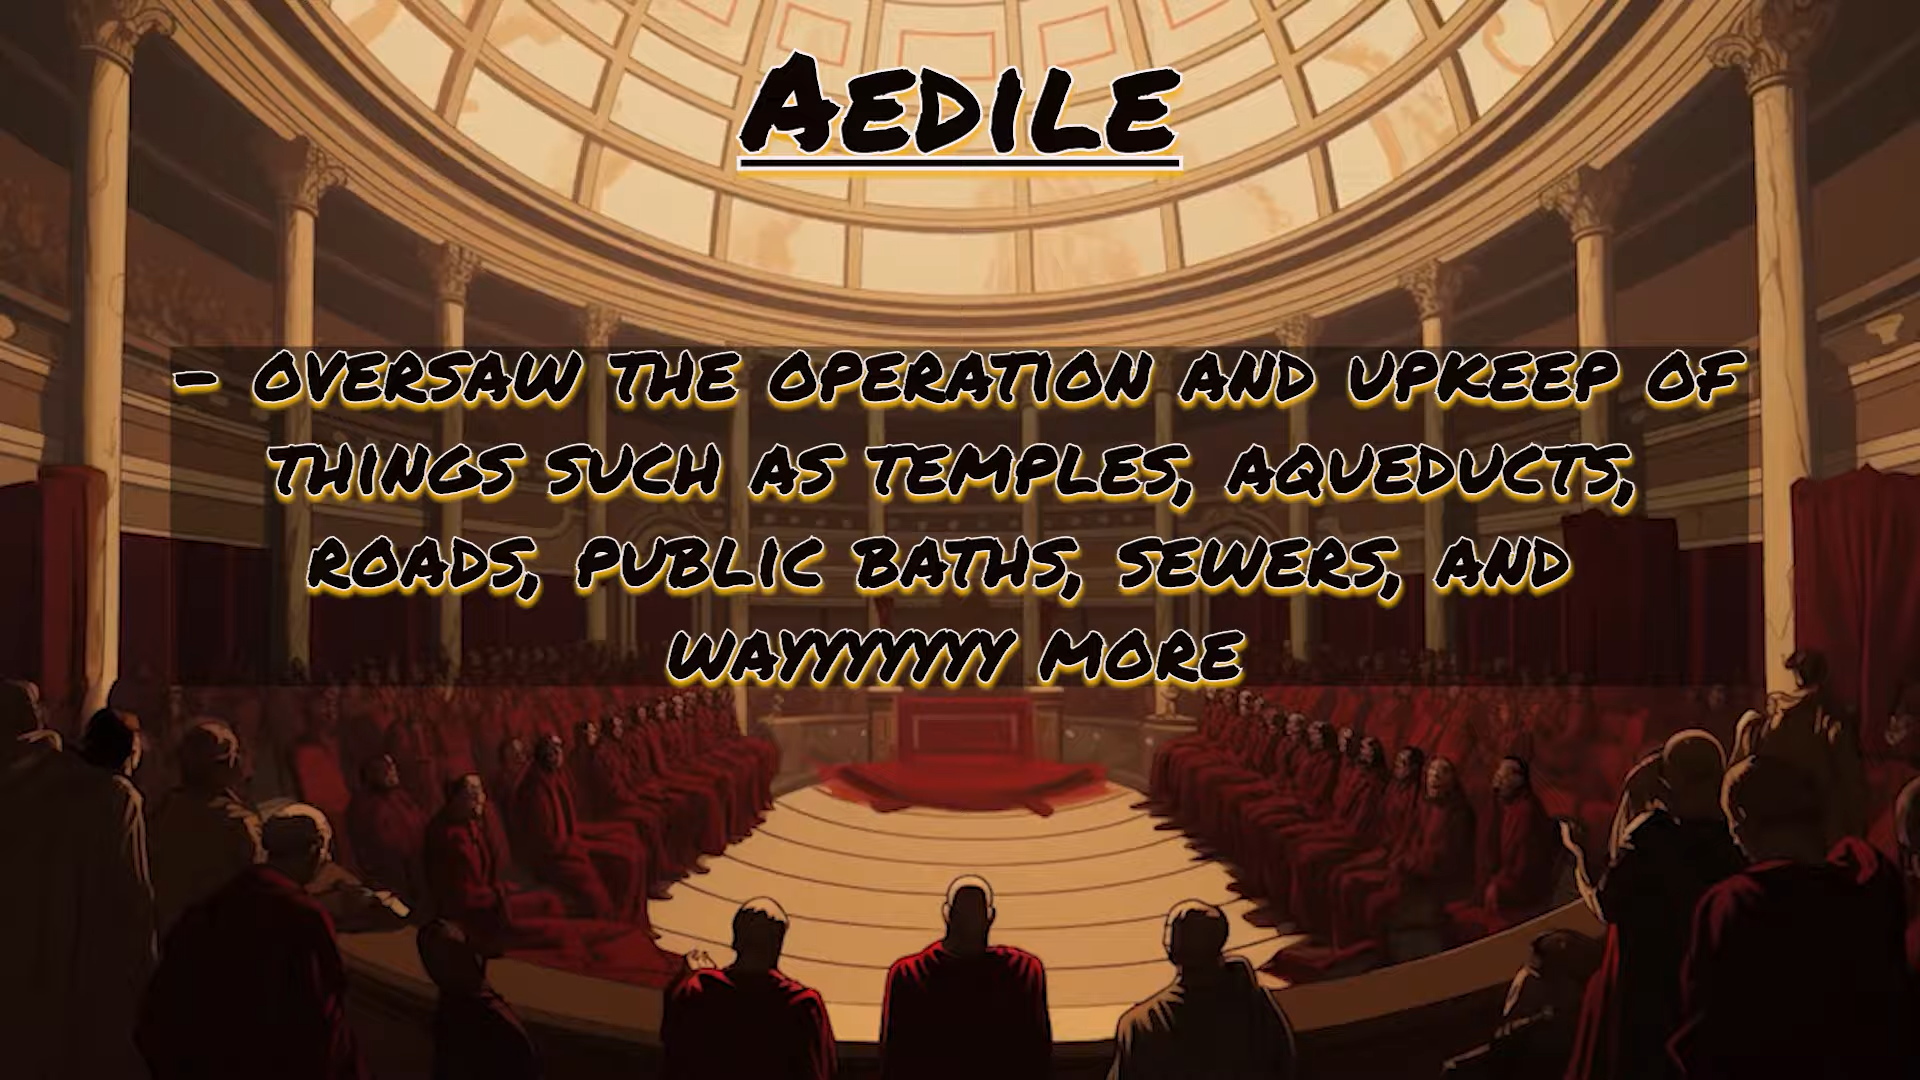 Aedile
- oversaw the operation and upkeep of
things such as temples, aqueducts,
roads, public baths, sewers, and
wayyyyyyy more